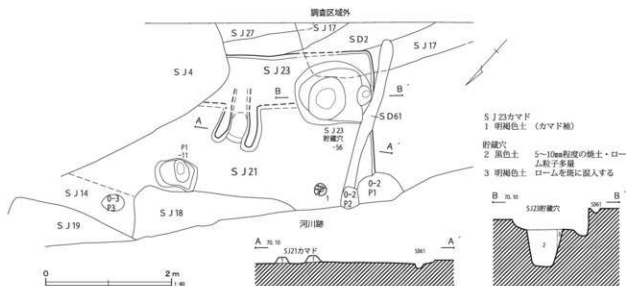 調査区域外
SJ27
SJ17
SD2
SJ17
SJ4
SJ23
B
B'
A
SD61
SJ23
貯蔵穴
-56
P1
-11
SJ21
A'
SJ14
0-3
P3
1
0-2
P2
0-2
P1
SJ18
SJ19
河川跡
SJ23カマド
1 明褐色土 (カマド袖)
貯蔵穴
2 黒色土 5~10㎜程度の焼土・ロー
ム粒子多量
3 明褐色土 ロームを斑に混入する
A 70.10
A'
SJ21カマド
SD61
B 70.10
B'
SJ23貯蔵穴
SD61
2
0
2m